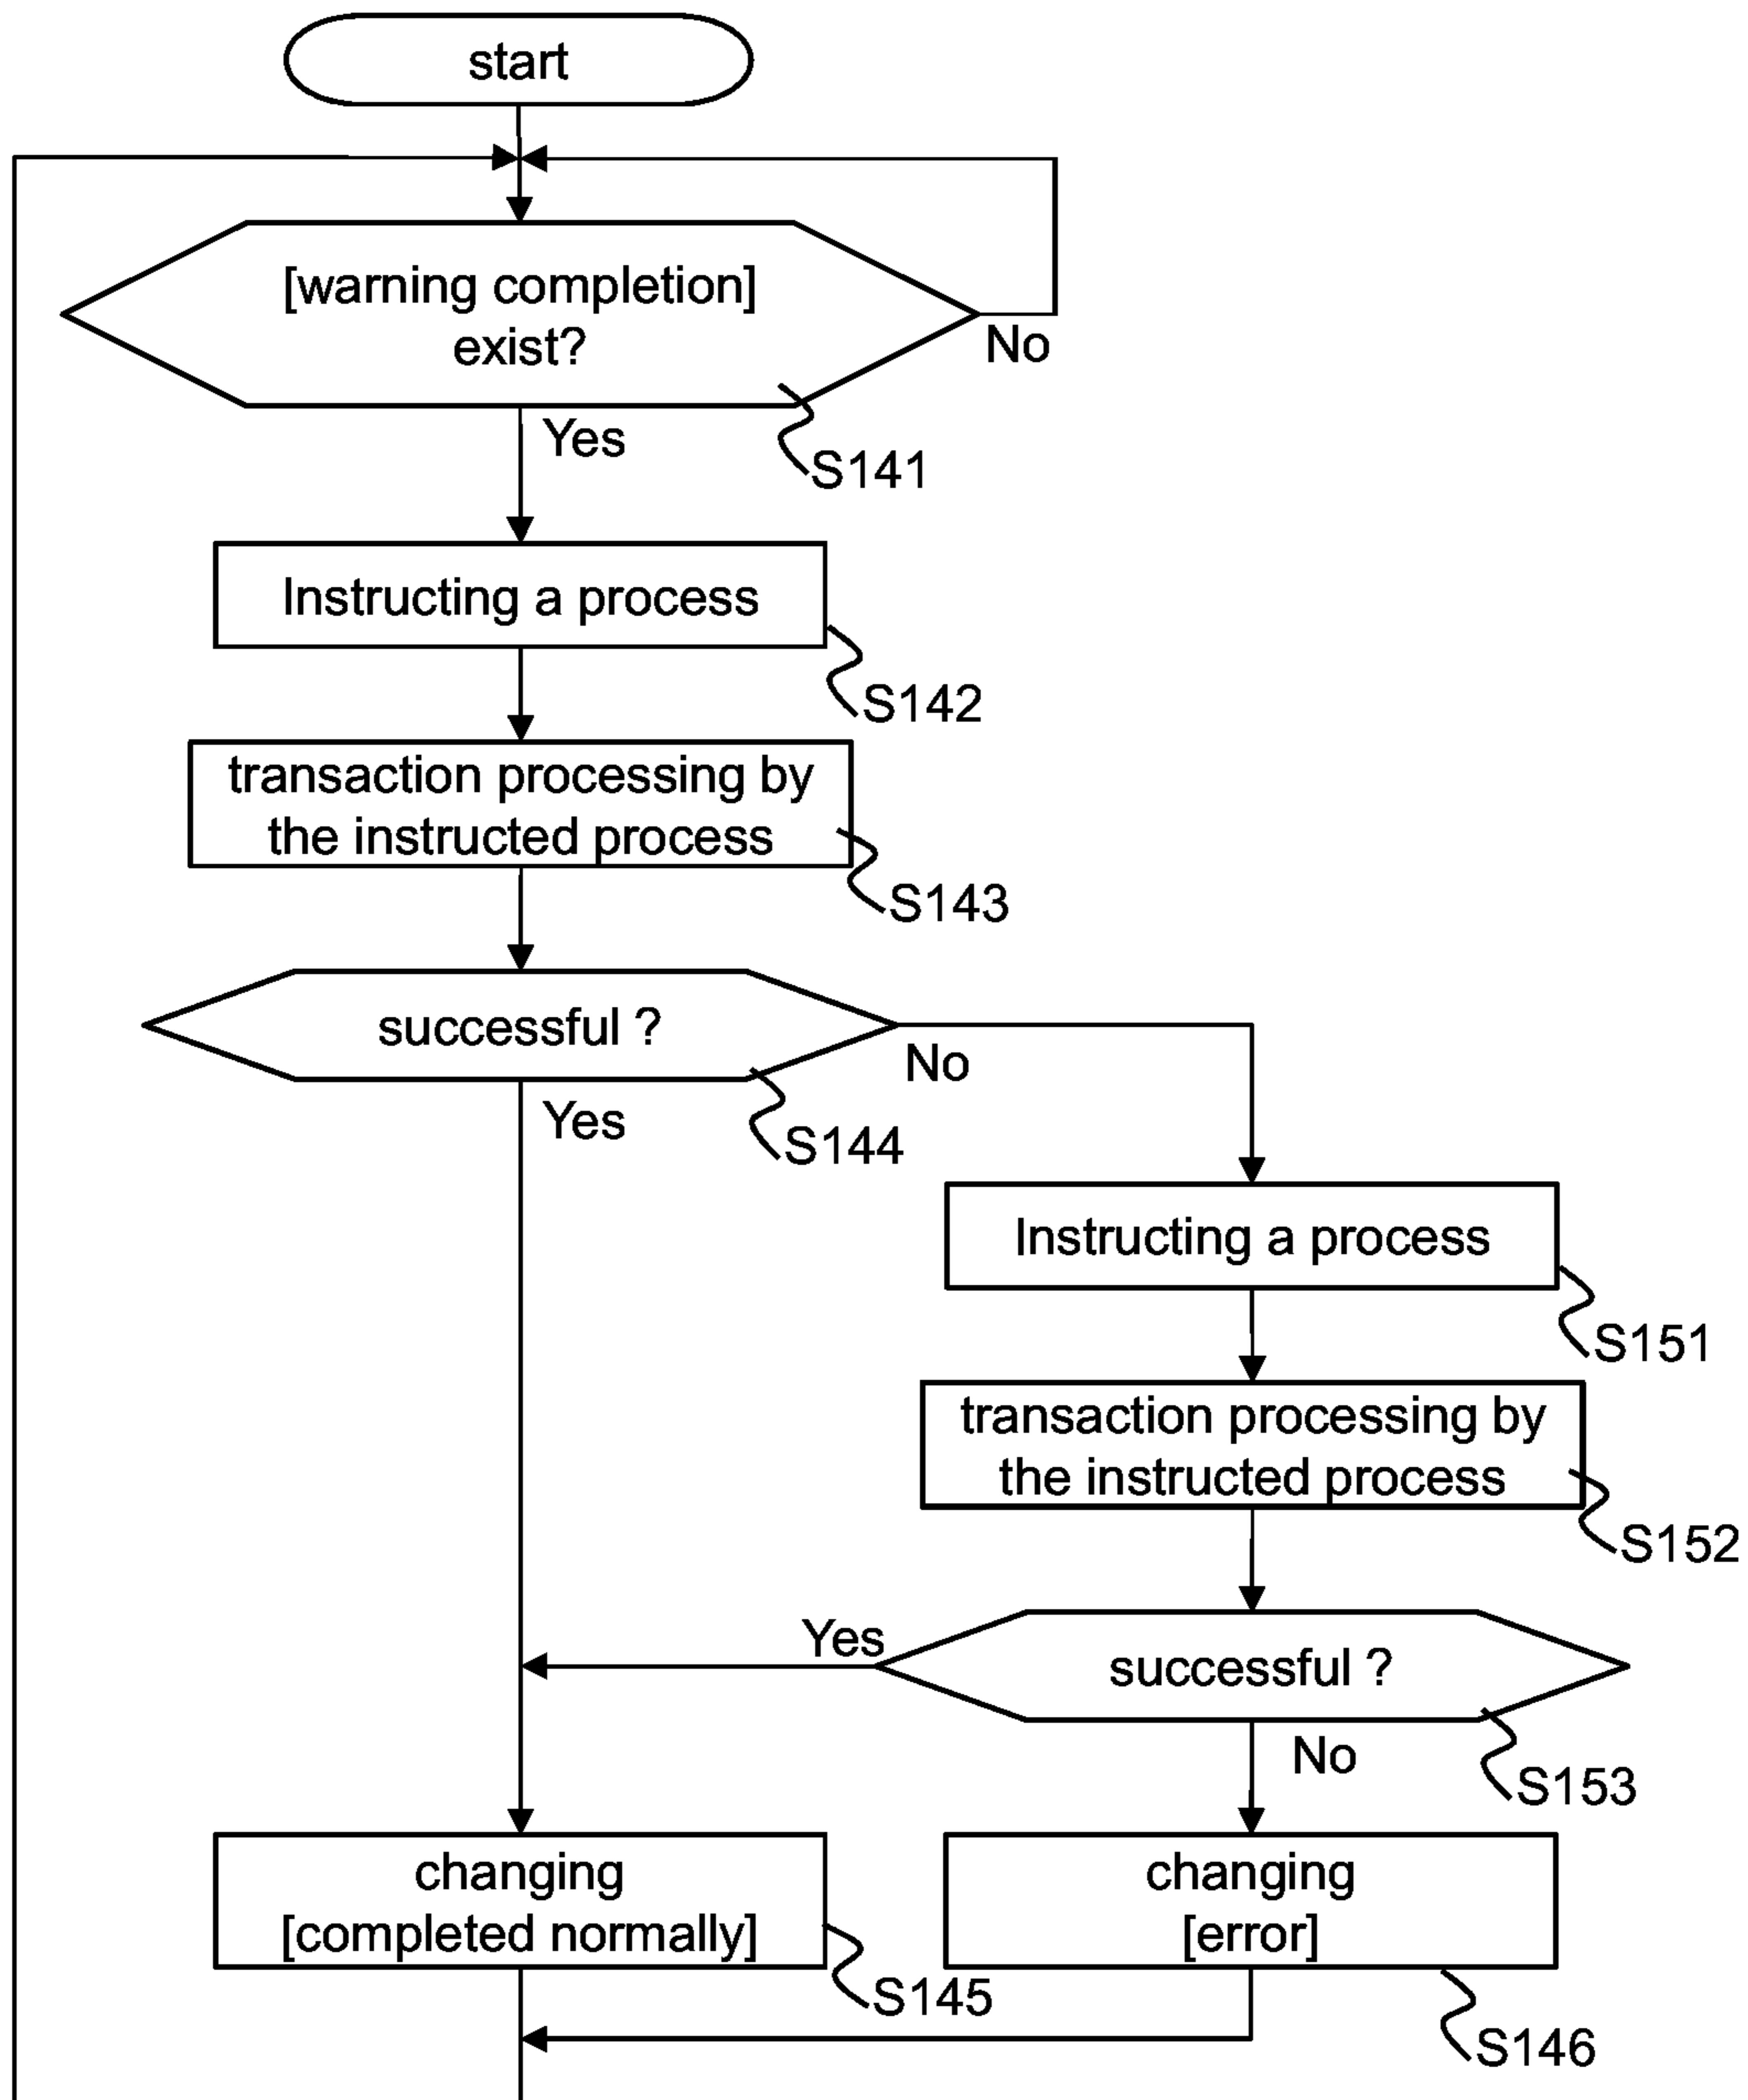 start
[warning completion]
exist?
No
Yes
S141
Instructing a process
S142
transaction processing by
the instructed process
S143
successful ?
No
Yes
S144
Instructing a process
S151
transaction processing by
the instructed process
S152
Yes
successful ?
No
S153
changing
[completed normally]
S145
changing
[error]
S146